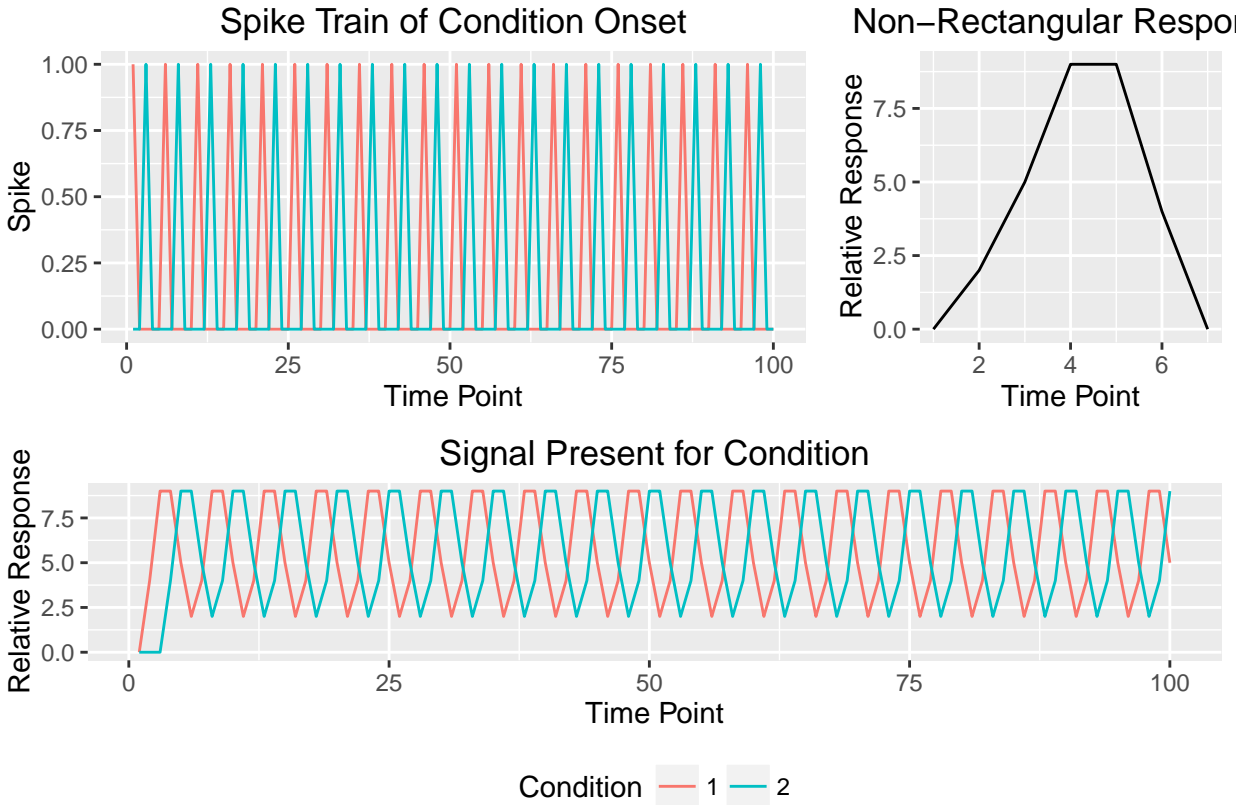 Spike Train of Condition Onset
1.00
0.75
0.50
0.25
0.00
Spike
0 25 50 75 100
Time Point
Non−Rectangular Respon
7.5
5.0
2.5
0.0
Relative Response
2 4 6
Time Point
Signal Present for Condition
7.5
5.0
2.5
0.0
Relative Response
0 25 50 75 100
Time Point
Condition 1 2